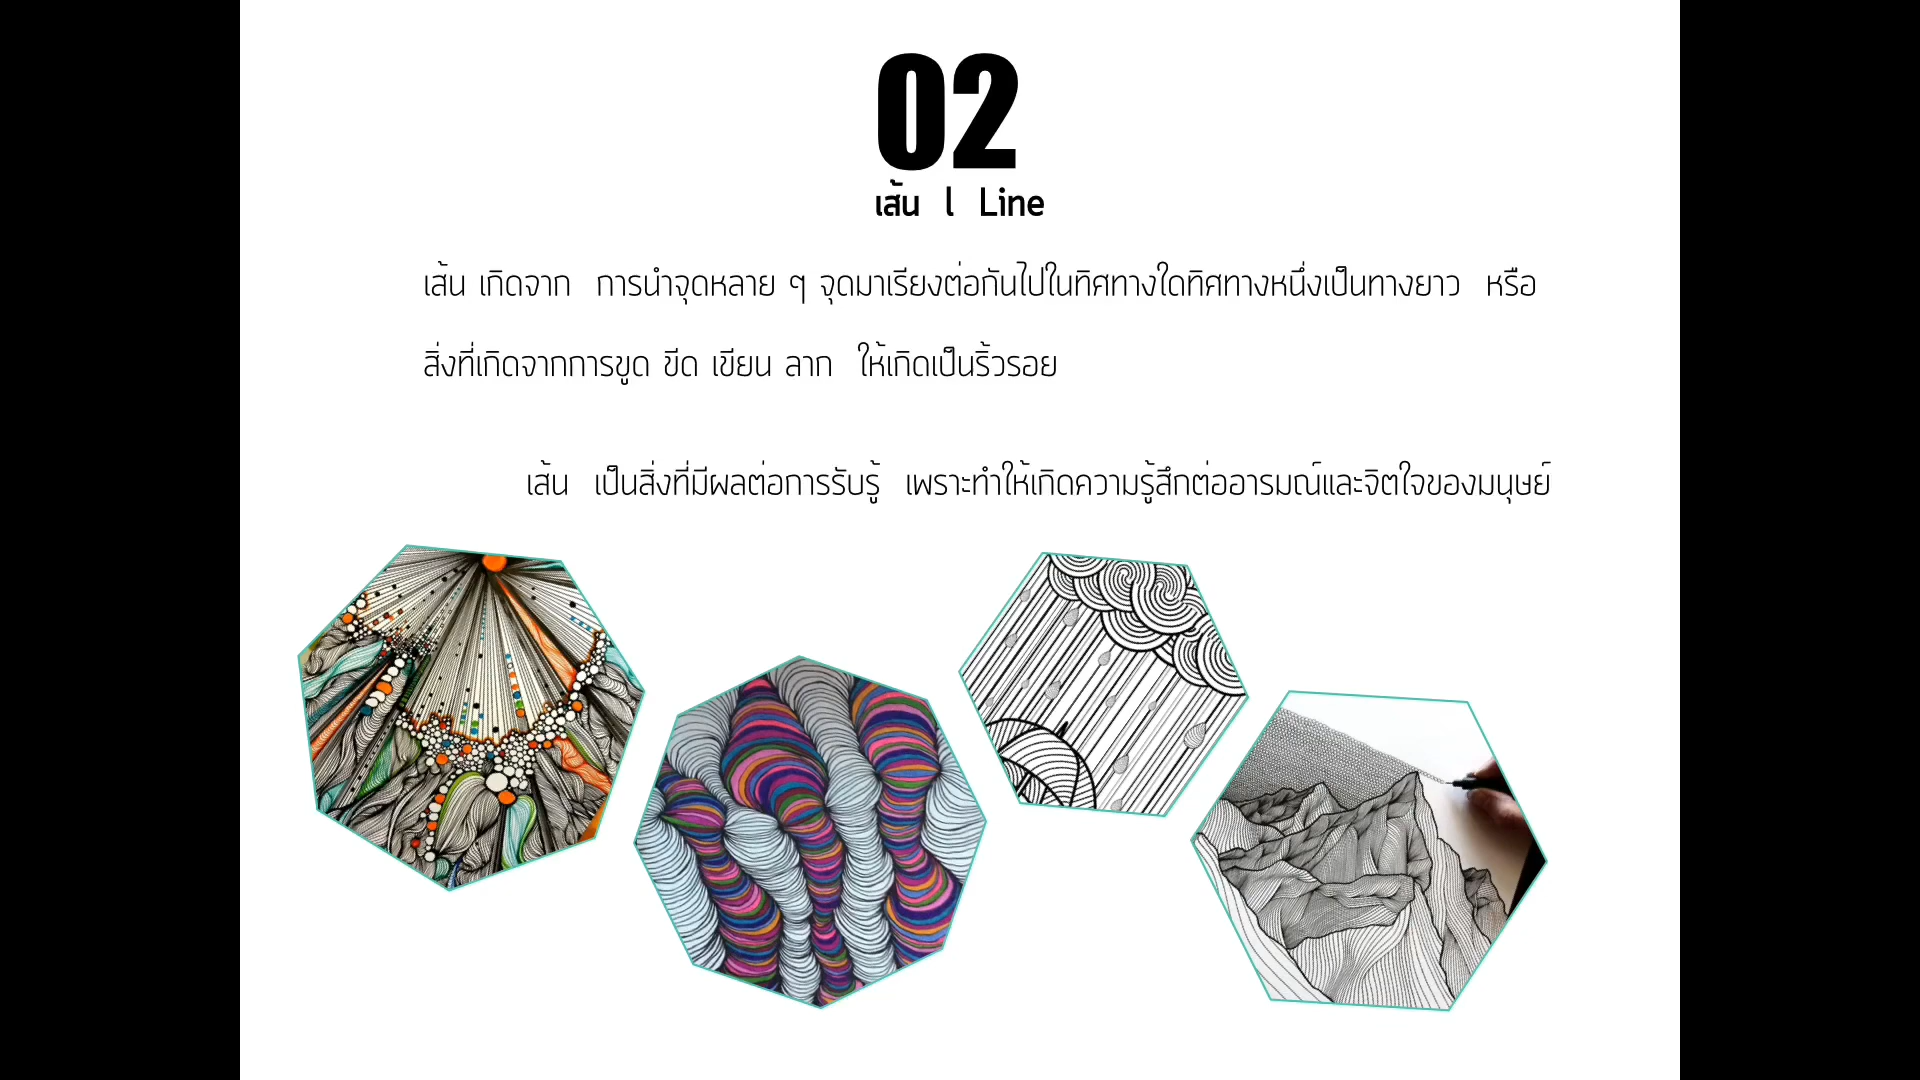 02
เส้น l Line
เส้น เกิดจาก การนำจุดหลาย ๆ จุดมาเรียงต่อกันไปในทิศทางใดทิศทางหนึ่งเป็นทางยาว หรือ
สิ่งที่เกิดจากการขูด ขีด เขียน ลาก ให้เกิดเป็นริ้วรอย
เส้น เป็นสิ่งที่มีผลต่อการรับรู้ เพราะทำให้เกิดความรู้สึกต่ออารมณ์และจิตใจของมนุษย์